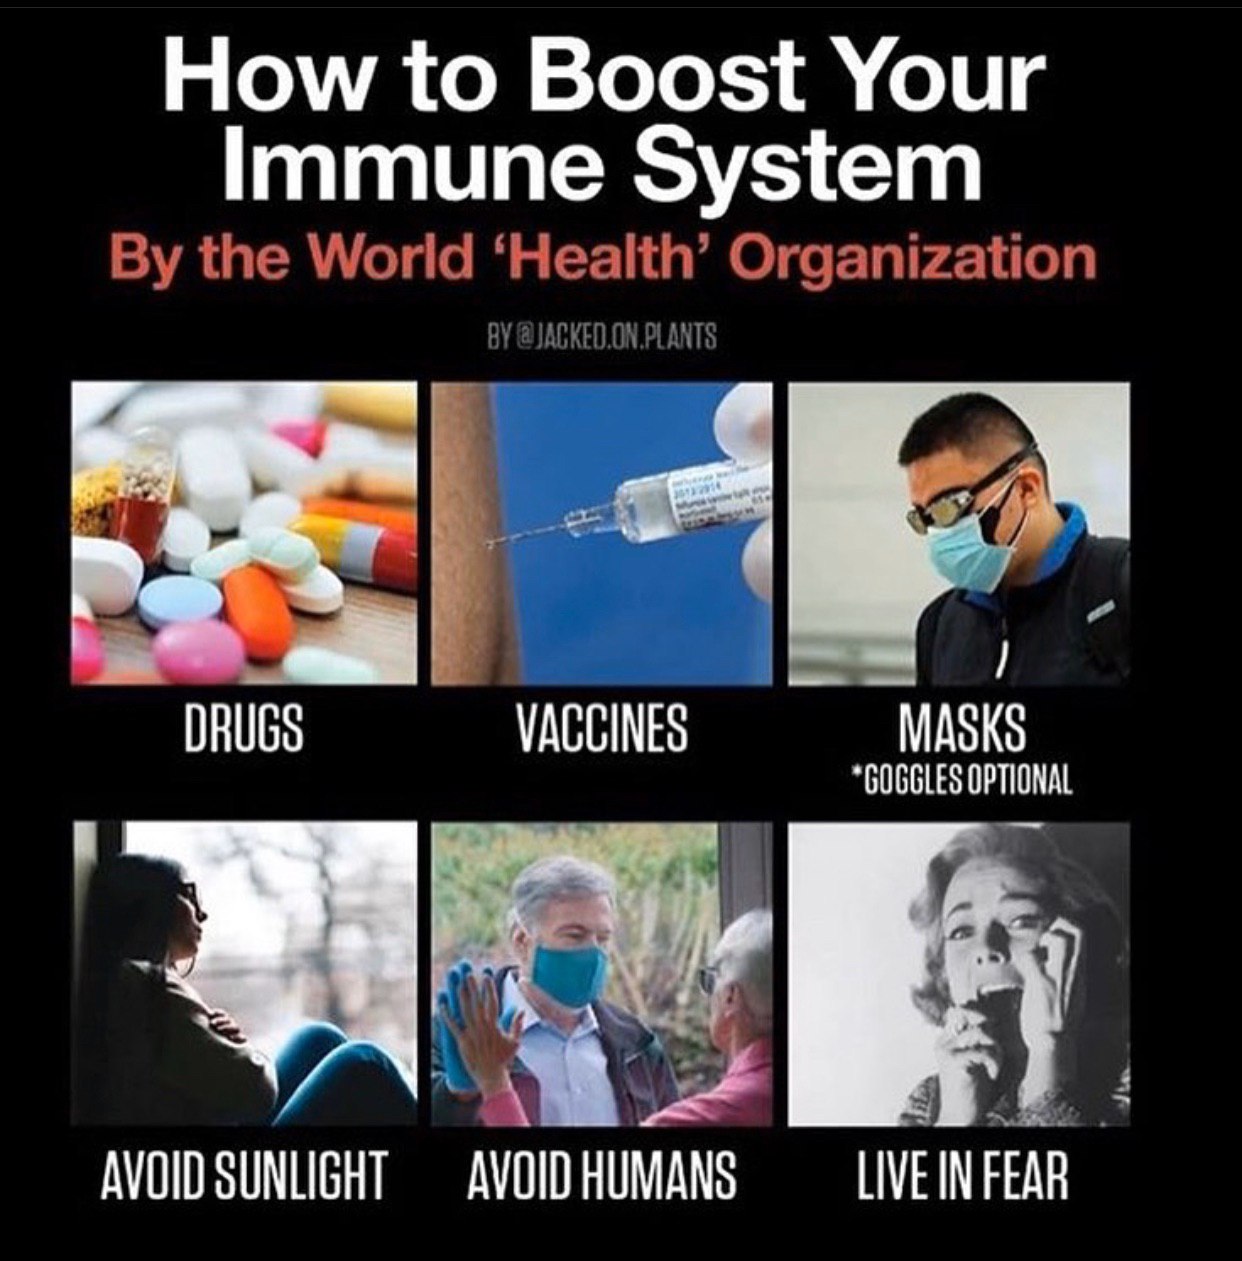 How to Boost Your
Immune System
By the World ‘Health’ Organization
BY @JACKED.ON.PLANTS
DRUGS
VACCINES
MASKS
*GOGGLES OPTIONAL
AVOID SUNLIGHT
AVOID HUMANS
LIVE IN FEAR